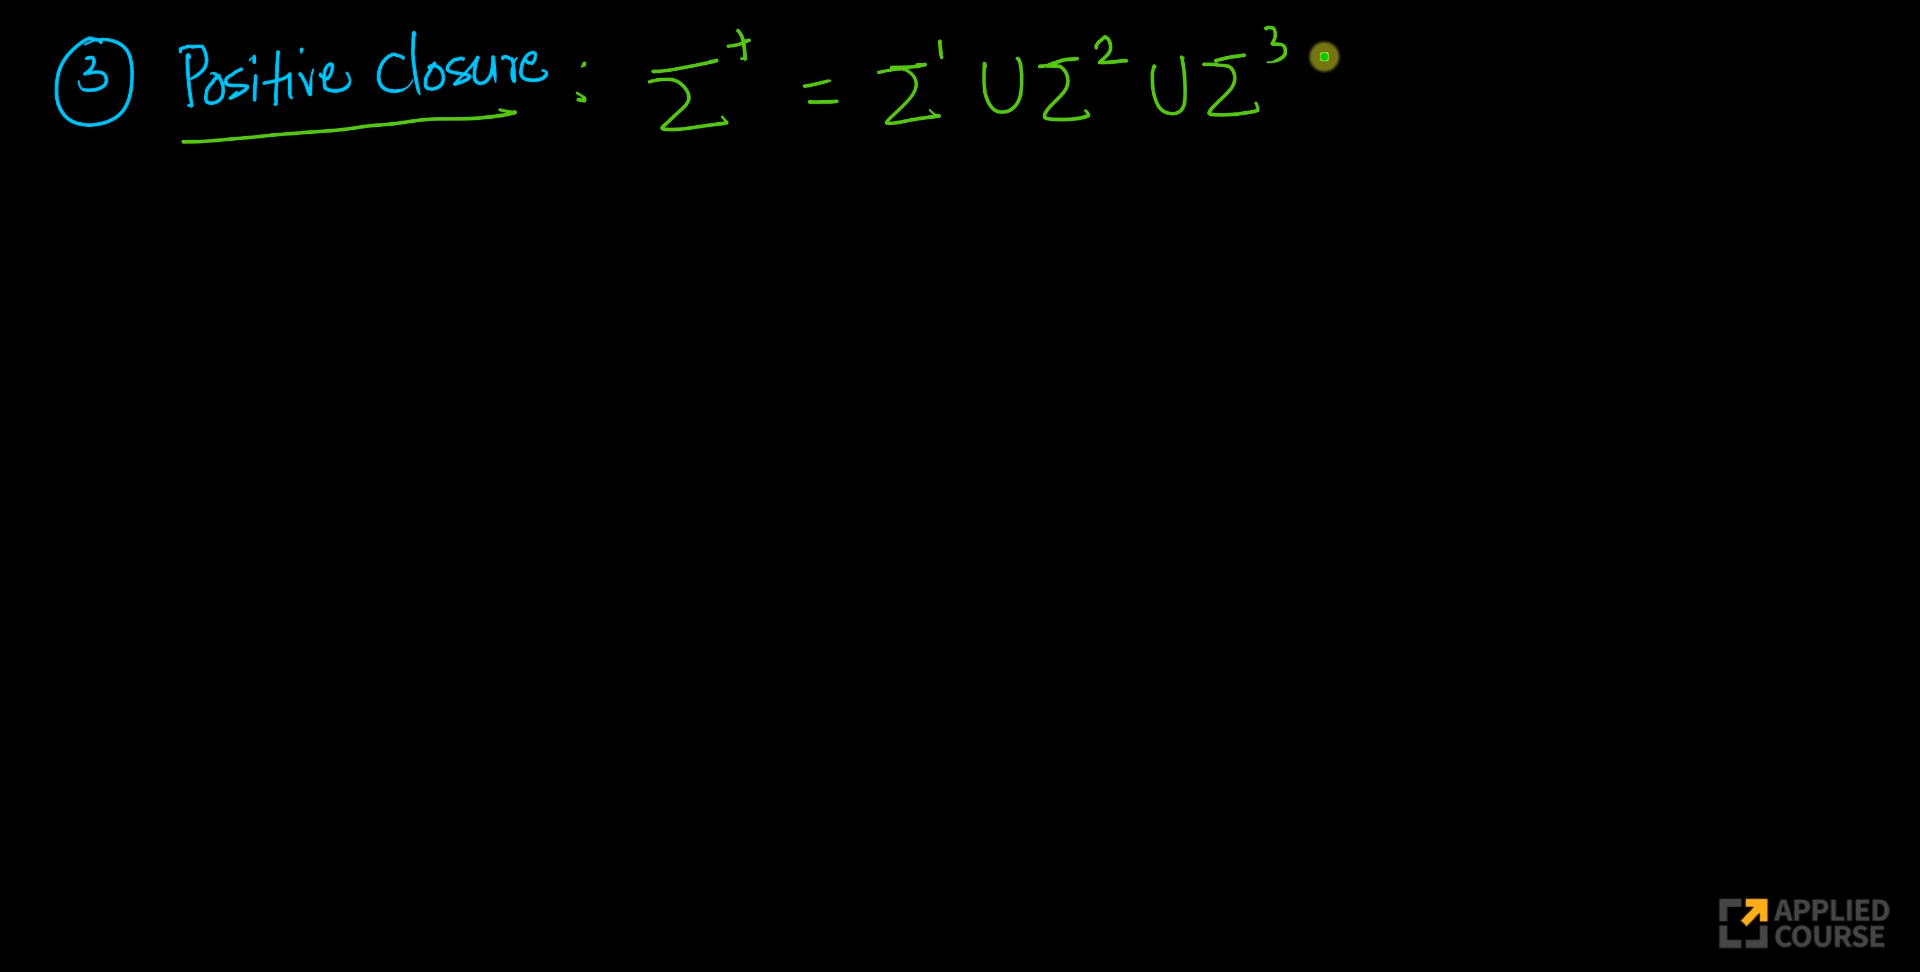 3 Positive Closure : Σ⁺ = Σ¹ ∪ Σ² ∪ Σ³
APPLIED
COURSE